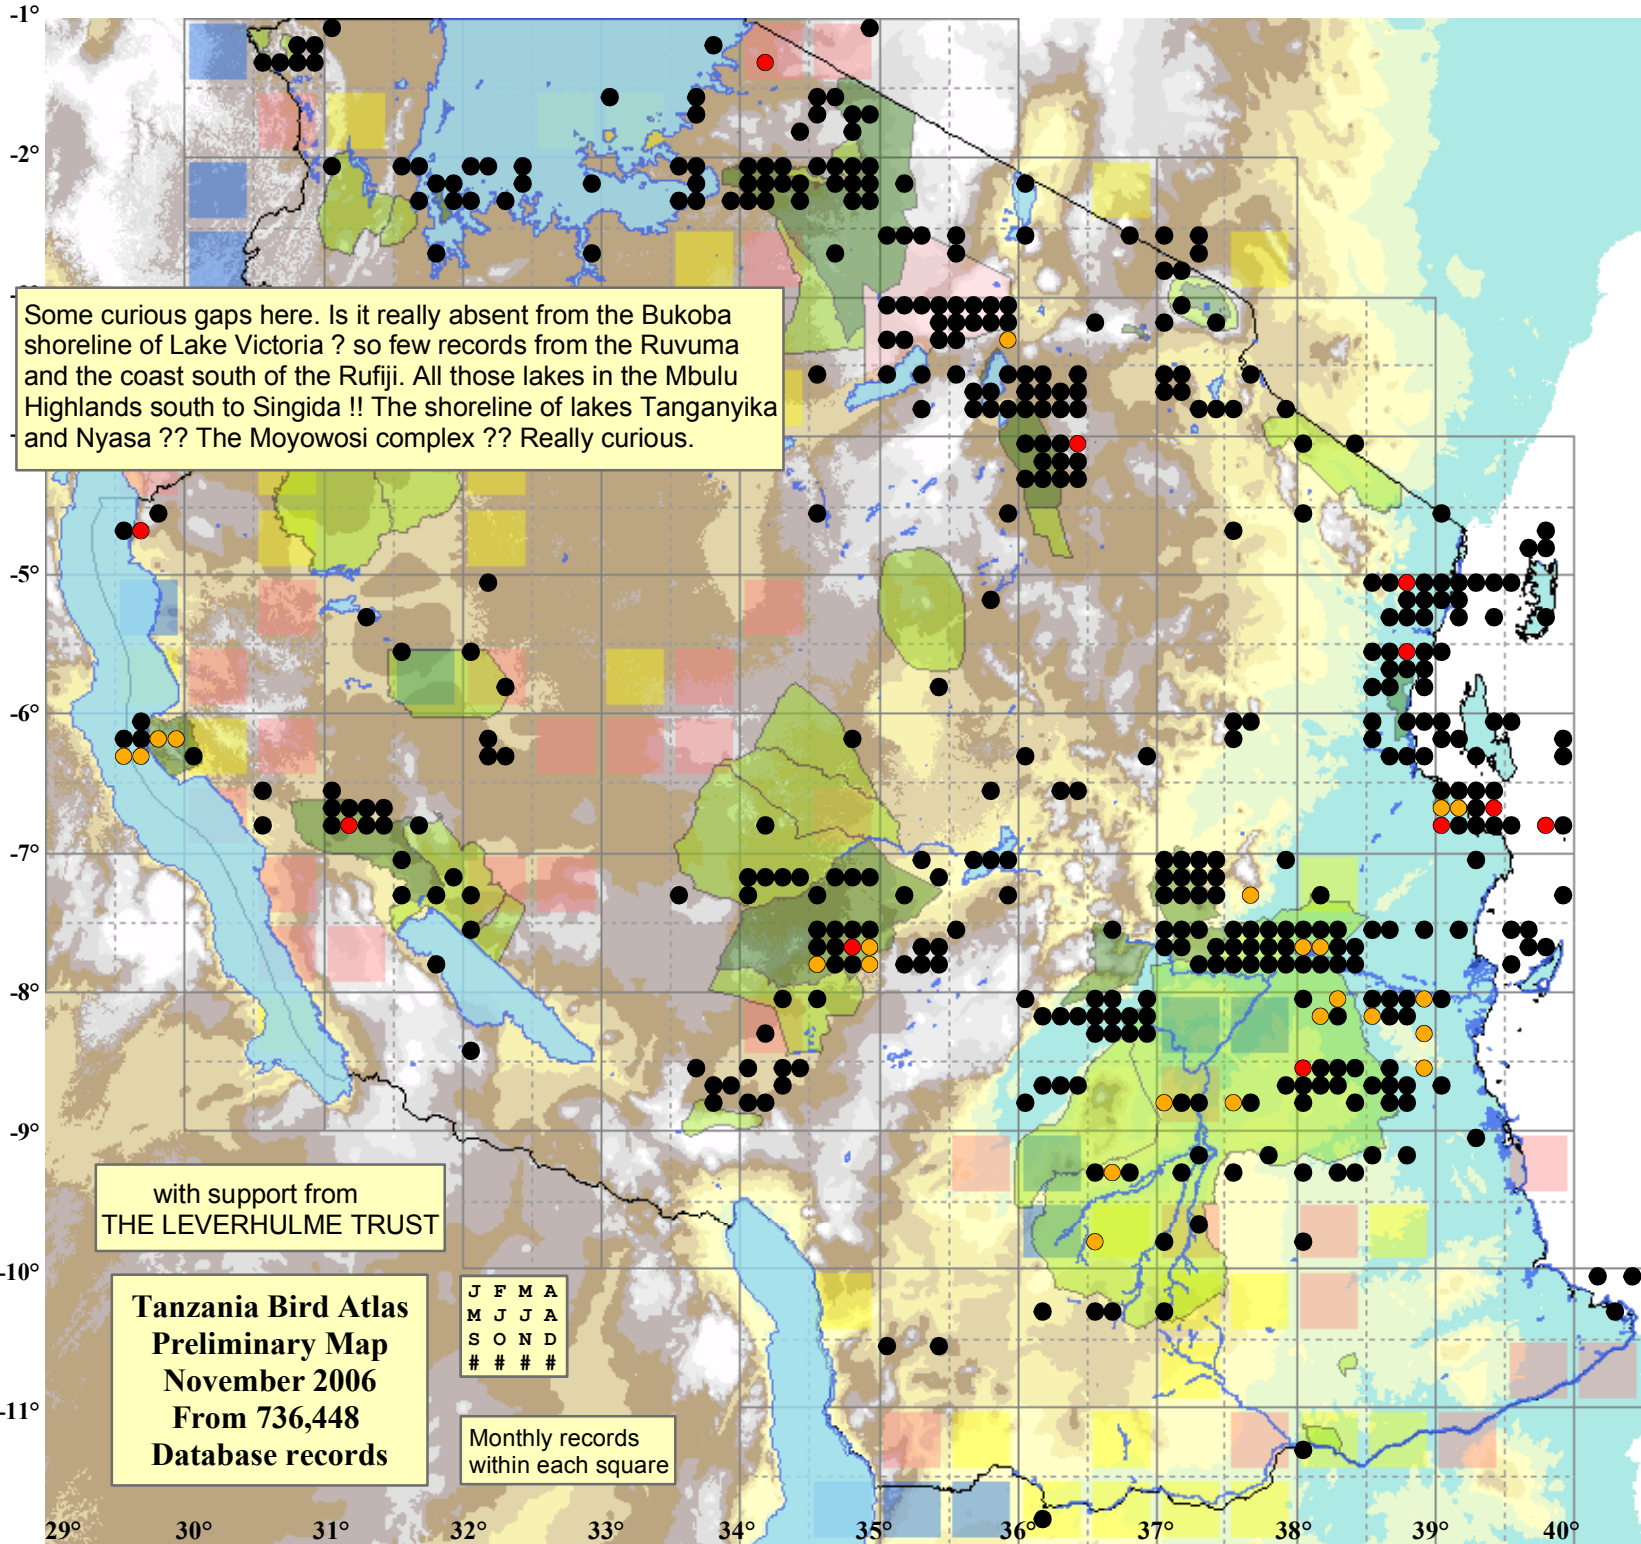 -1°
-2°
Some curious gaps here. Is it really absent from the Bukoba
shoreline of Lake Victoria ? so few records from the Ruvuma
and the coast south of the Rufiji. All those lakes in the Mbulu
Highlands south to Singida !! The shoreline of lakes Tanganyika
and Nyasa ?? The Moyowosi complex ?? Really curious.
-5°
-6°
-7°
-8°
-9°
with support from
THE LEVERHULME TRUST
-10°
Tanzania Bird Atlas
Preliminary Map
November 2006
From 736,448
Database records
J F M A
M J J A
S O N D
# # # #
-11°
Monthly records
within each square
29° 30° 31° 32° 33° 34° 35° 36° 37° 38° 39° 40°